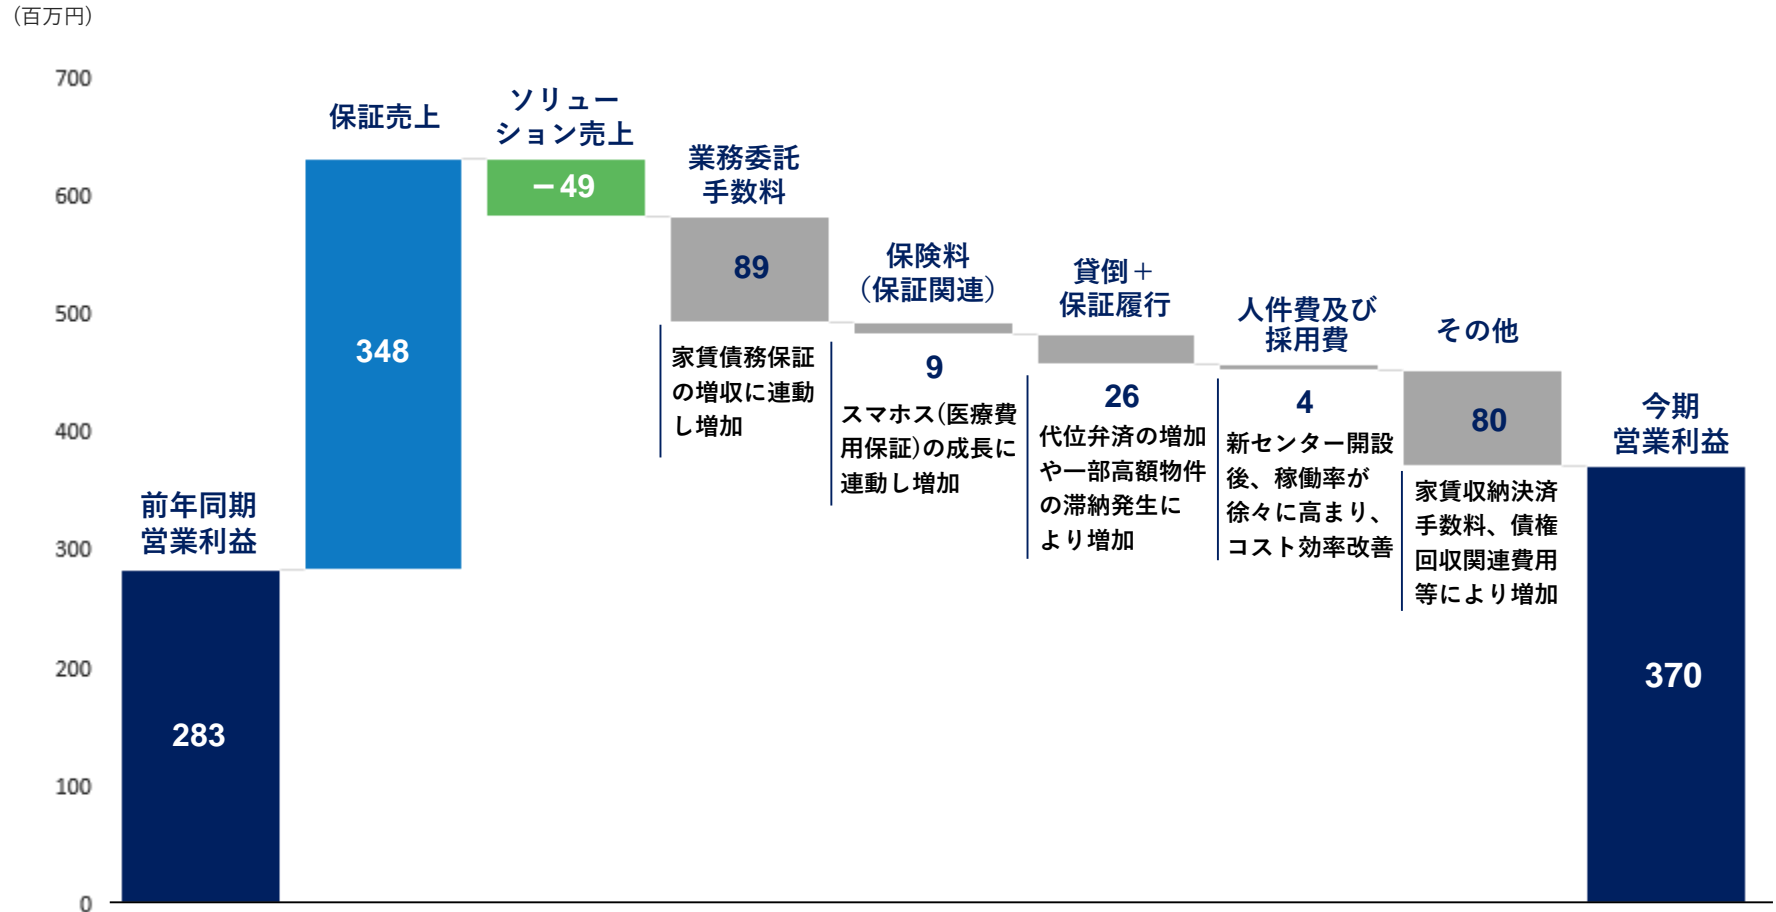 (百万円)
700
600
500
400
300
200
100
0
前年同期
営業利益
283
保証売上
348
ソリュー
ション売上
－49
業務委託
手数料
89
家賃債務保証
の増収に連動
し増加
保険料
（保証関連）
9
スマホス(医療費
用保証)の成長に
連動し増加
貸倒＋
保証履行
26
代位弁済の増加
や一部高額物件
の滞納発生に
より増加
人件費及び
採用費
4
新センター開設
後、稼働率が
徐々に高まり、
コスト効率改善
その他
80
家賃収納決済
手数料、債権
回収関連費用
等により増加
今期
営業利益
370